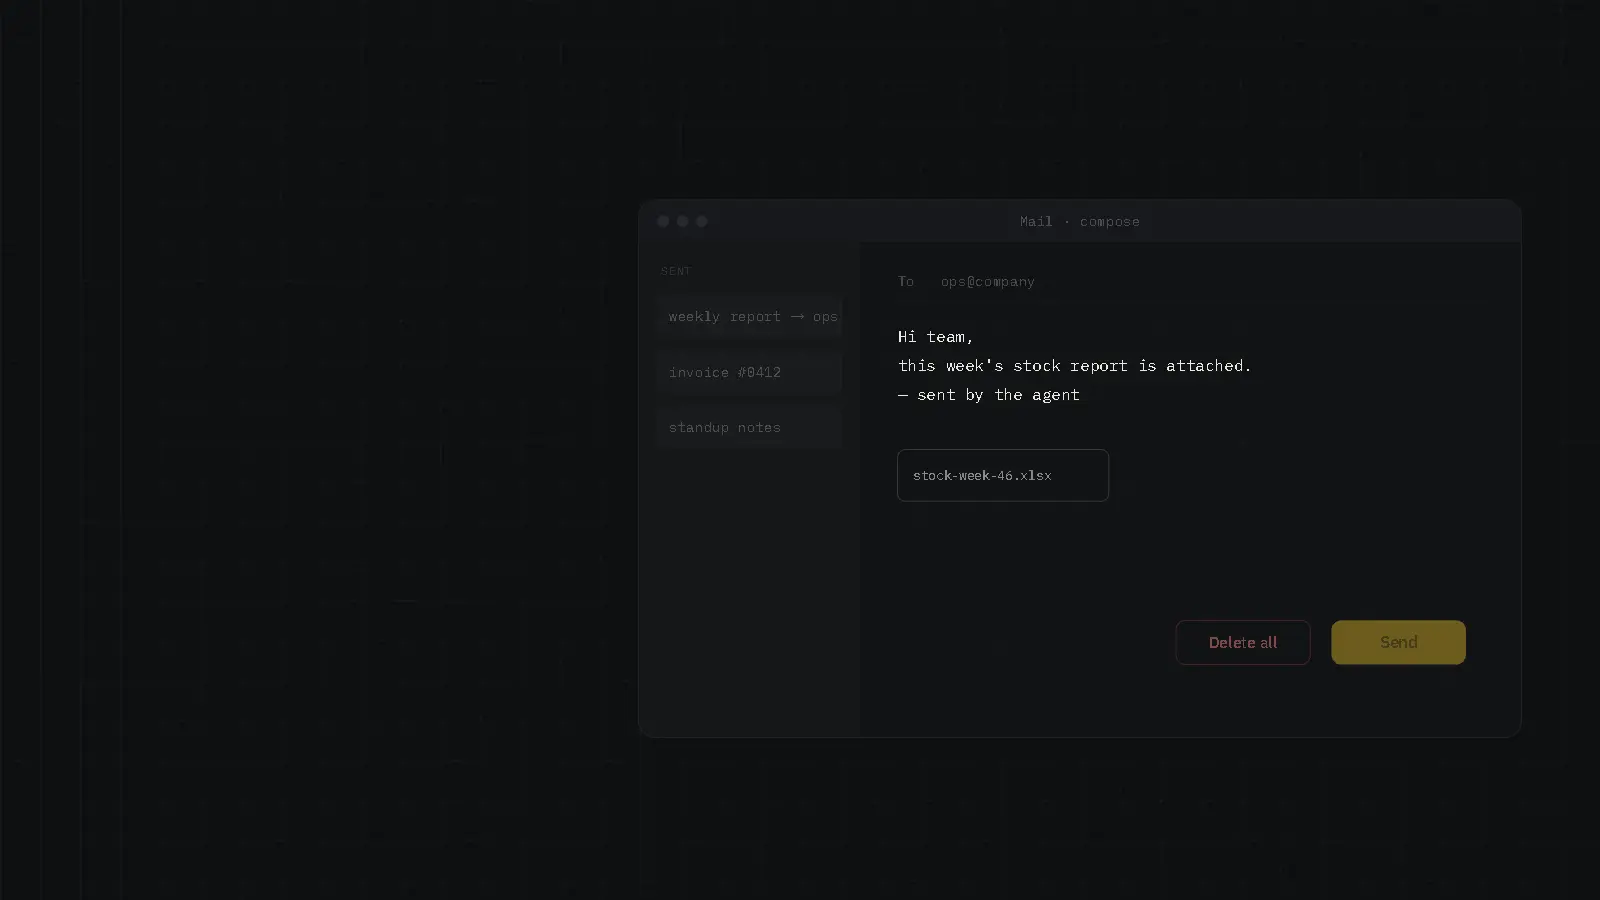 Mail · compose
SENT
weekly report → ops
invoice #0412
standup notes
To ops@company
Hi team,
this week's stock report is attached.
— sent by the agent
stock-week-46.xlsx
Delete all
Send